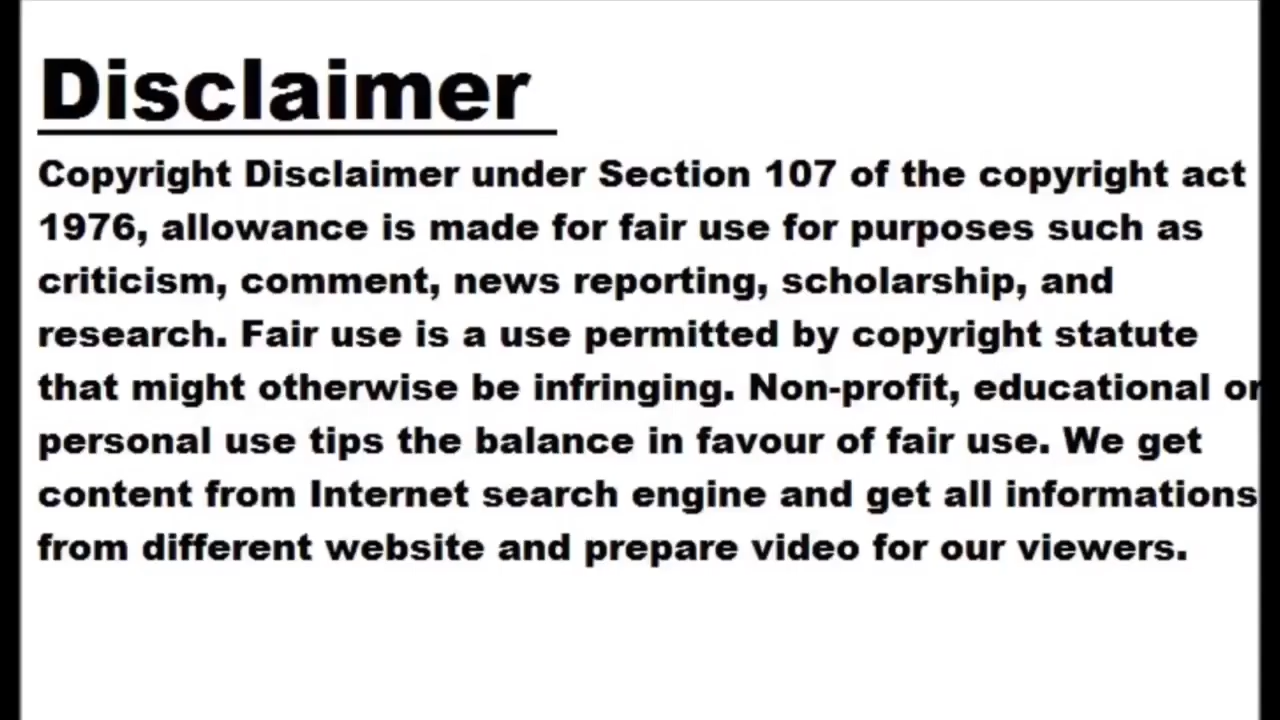 Disclaimer
Copyright Disclaimer under Section 107 of the copyright act
1976, allowance is made for fair use for purposes such as
criticism, comment, news reporting, scholarship, and
research. Fair use is a use permitted by copyright statute
that might otherwise be infringing. Non-profit, educational or
personal use tips the balance in favour of fair use. We get
content from Internet search engine and get all informations
from different website and prepare video for our viewers.